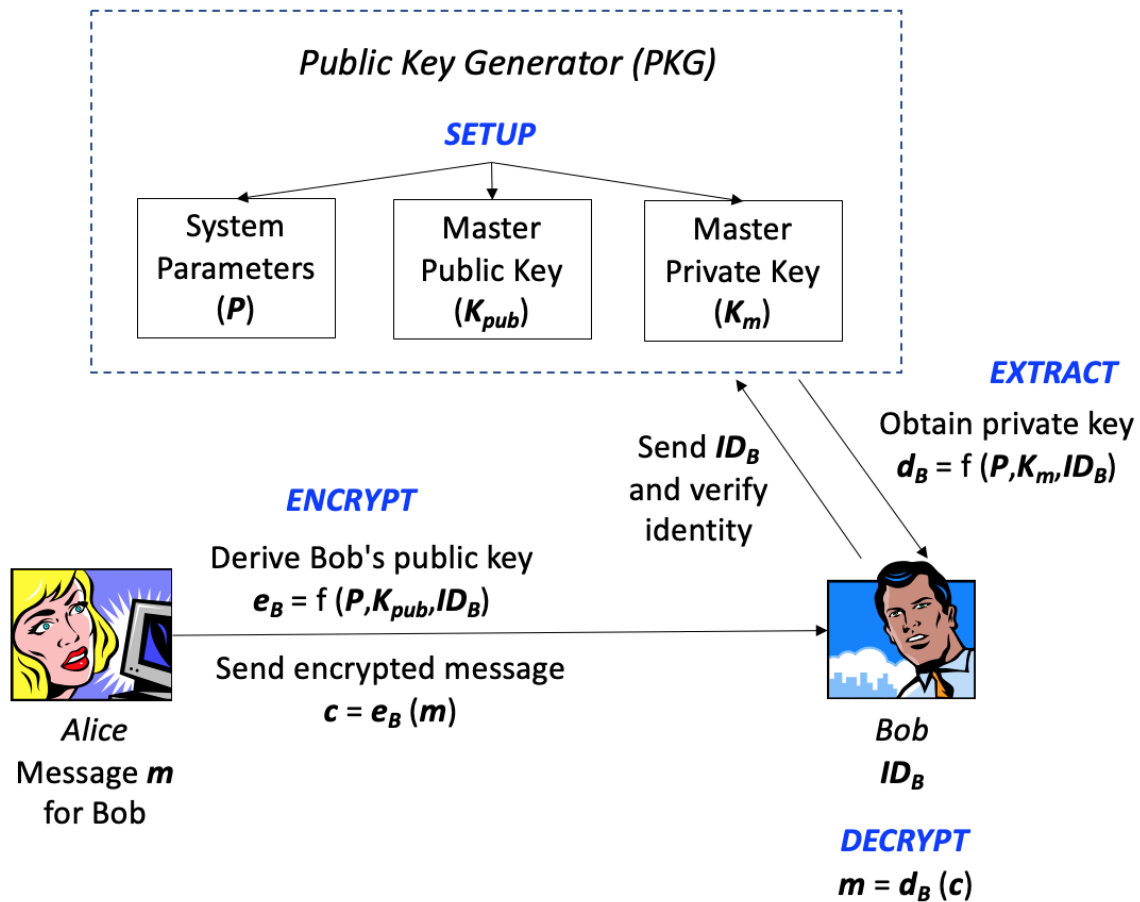 Public Key Generator (PKG)
SETUP
System
Parameters
(P)
Master
Public Key
(Kpub)
Master
Private Key
(Km)
EXTRACT
Obtain private key
dB = f (P,Km,IDB)
Send IDB
and verify
identity
ENCRYPT
Derive Bob's public key
eB = f (P,Kpub,IDB)
Send encrypted message
c = eB (m)
Alice
Message m
for Bob
Bob
IDB
DECRYPT
m = dB (c)